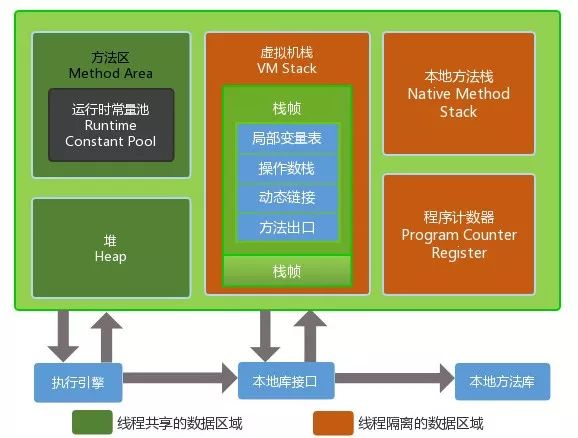 方法区
Method Area
运行时常量池
Runtime
Constant Pool
堆
Heap
虚拟机栈
VM Stack
栈帧
局部变量表
操作数栈
动态链接
方法出口
栈帧
本地方法栈
Native Method
Stack
程序计数器
Program Counter
Register
执行引擎
本地库接口
本地方法库
线程共享的数据区域
线程隔离的数据区域